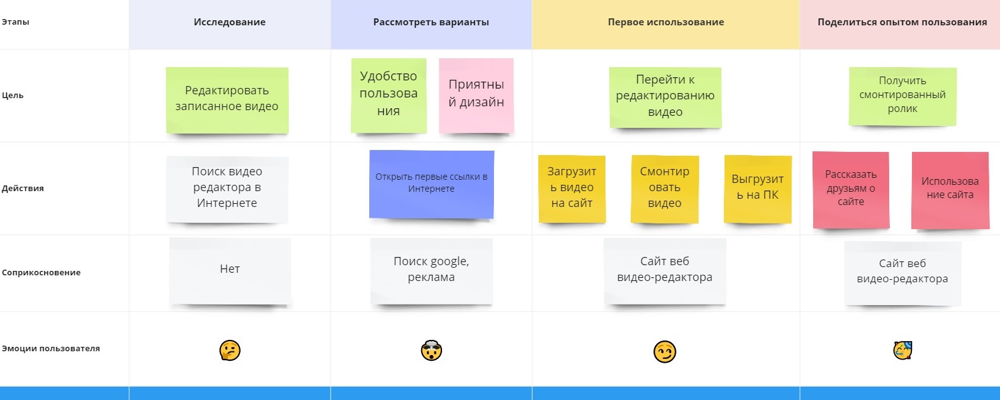 Этапы
Исследование
Рассмотреть варианты
Первое использование
Поделиться опытом пользования
Цель
Редактировать
записанное видео
Удобство
пользова
ния
Приятны
й дизайн
Перейти к
редактированию
видео
Получить
смонтированный
ролик
Действия
Поиск видео
редактора в
Интернете
Открыть первые ссылки в
Интернете
Загрузит
ь видео
на сайт
Смонтир
овать
видео
Выгрузит
ь на ПК
Рассказать
друзьям о
сайте
Использова
ние сайта
Соприкосновение
Нет
Поиск google,
реклама
Сайт веб
видео-редактора
Сайт веб
видео-редактора
Эмоции пользователя